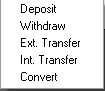 Deposit
Withdraw
Ext. Transfer
Int. Transfer
Convert